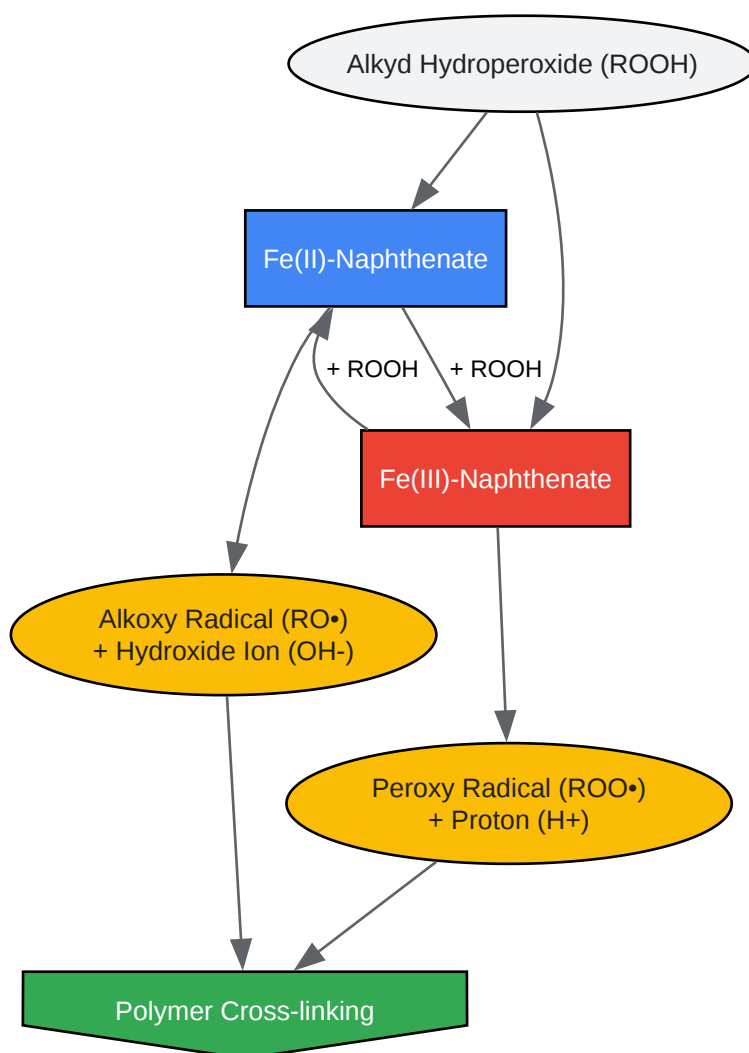 Alkyd Hydroperoxide (ROOH)
Fe(II)-Naphthenate
+ ROOH
+ ROOH
Fe(III)-Naphthenate
Alkoxy Radical (RO•)
+ Hydroxide Ion (OH-)
Peroxy Radical (ROO•)
+ Proton (H+)
Polymer Cross-linking